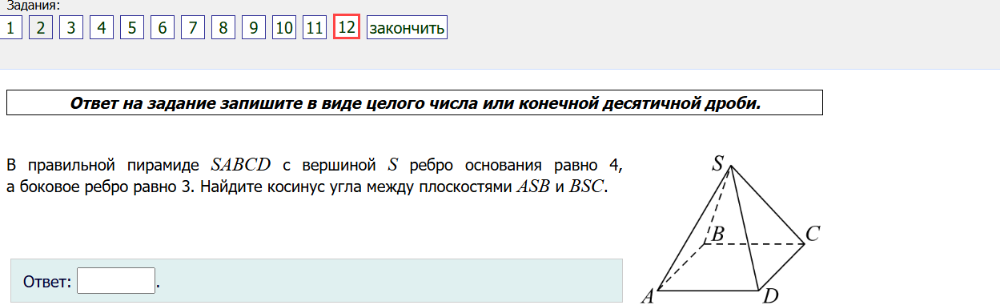 Задания:
1 2 3 4 5 6 7 8 9 10 11 12 закончить
Ответ на задание запишите в виде целого числа или конечной десятичной дроби.
В правильной пирамиде SABCD с вершиной S ребро основания равно 4,
а боковое ребро равно 3. Найдите косинус угла между плоскостями ASB и BSC.
S
B
C
A
D
Ответ: .